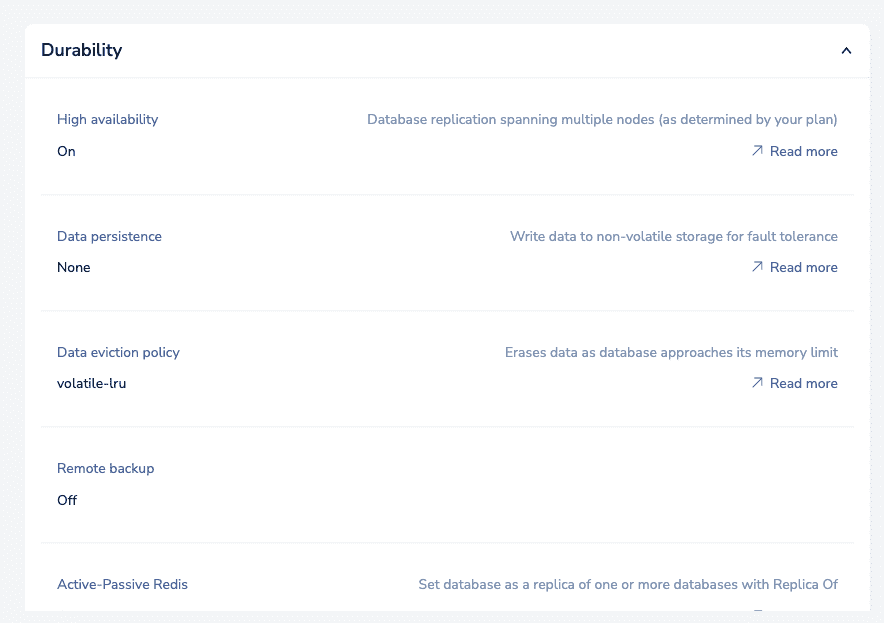 Durability
High availability
Database replication spanning multiple nodes (as determined by your plan)
On
Read more
Data persistence
Write data to non-volatile storage for fault tolerance
None
Read more
Data eviction policy
Erases data as database approaches its memory limit
volatile-lru
Read more
Remote backup
Off
Active-Passive Redis
Set database as a replica of one or more databases with Replica Of